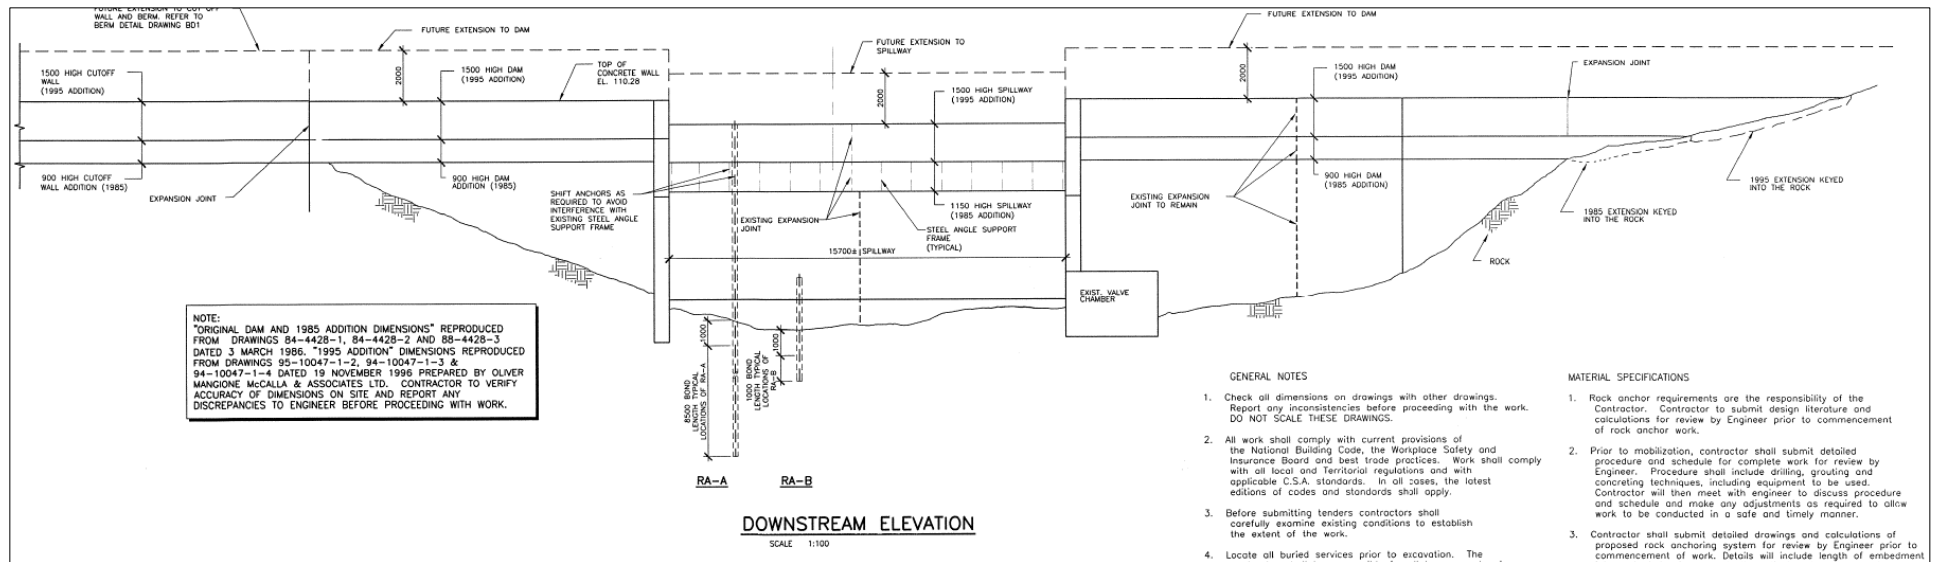 FUTURE EXTENSION TO CUT OFF
WALL AND BERM. REFER TO
BERM DETAIL DRAWING BD1
FUTURE EXTENSION TO DAM
1500 HIGH CUTOFF
WALL
(1995 ADDITION)
2000
1500 HIGH DAM
(1995 ADDITION)
TOP OF
CONCRETE WALL
EL. 110.28
FUTURE EXTENSION TO
SPILLWAY
2000
1500 HIGH SPILLWAY
(1995 ADDITION)
FUTURE EXTENSION TO DAM
2000
1500 HIGH DAM
(1995 ADDITION)
EXPANSION JOINT
900 HIGH CUTOFF
WALL ADDITION (1985)
EXPANSION JOINT
900 HIGH DAM
ADDITION (1985)
SHIFT ANCHORS AS
REQUIRED TO AVOID
INTERFERENCE WITH
EXISTING STEEL ANGLE
SUPPORT FRAME
EXISTING EXPANSION
JOINT
1150 HIGH SPILLWAY
(1985 ADDITION)
STEEL ANGLE SUPPORT
FRAME
(TYPICAL)
15700± SPILLWAY
EXISTING EXPANSION
JOINT TO REMAIN
900 HIGH DAM
(1985 ADDITION)
1995 EXTENSION KEYED
INTO THE ROCK
1985 EXTENSION KEYED
INTO THE ROCK
ROCK
EXIST. VALVE
CHAMBER
NOTE:
"ORIGINAL DAM AND 1985 ADDITION DIMENSIONS" REPRODUCED
FROM DRAWINGS 84-4428-1, 84-4428-2 AND 88-4428-3
DATED 3 MARCH 1986. "1995 ADDITION" DIMENSIONS REPRODUCED
FROM DRAWINGS 95-10047-1-2, 94-10047-1-3 &
94-10047-1-4 DATED 19 NOVEMBER 1996 PREPARED BY OLIVER
MANGIONE McCALLA & ASSOCIATES LTD. CONTRACTOR TO VERIFY
ACCURACY OF DIMENSIONS ON SITE AND REPORT ANY
DISCREPANCIES TO ENGINEER BEFORE PROCEEDING WITH WORK.
1000
8500 BOND
LENGTH TYPICAL
LOCATIONS OF RA-A
1000
1000 BOND
LENGTH TYPICAL
LOCATIONS OF
RA-B
RA-A
RA-B
DOWNSTREAM ELEVATION
SCALE 1:100
GENERAL NOTES
1. Check all dimensions on drawings with other drawings.
Report any inconsistencies before proceeding with the work.
DO NOT SCALE THESE DRAWINGS.
2. All work shall comply with current provisions of
the National Building Code, the Workplace Safety and
Insurance Board and best trade practices. Work shall comply
with all local and Territorial regulations and with
applicable C.S.A. standards. In all cases, the latest
editions of codes and standards shall apply.
3. Before submitting tenders contractors shall
carefully examine existing conditions to establish
the extent of the work.
4. Locate all buried services prior to excavation. The
MATERIAL SPECIFICATIONS
1. Rock anchor requirements are the responsibility of the
Contractor. Contractor to submit design literature and
calculations for review by Engineer prior to commencement
of rock anchor work.
2. Prior to mobilization, contractor shall submit detailed
procedure and schedule for complete work for review by
Engineer. Procedure shall include drilling, grouting and
concreting techniques, including equipment to be used.
Contractor will then meet with engineer to discuss procedure
and schedule and make any adjustments as required to allow
work to be conducted in a safe and timely manner.
3. Contractor shall submit detailed drawings and calculations of
proposed rock anchoring system for review by Engineer prior to
commencement of work. Details will include length of embedment